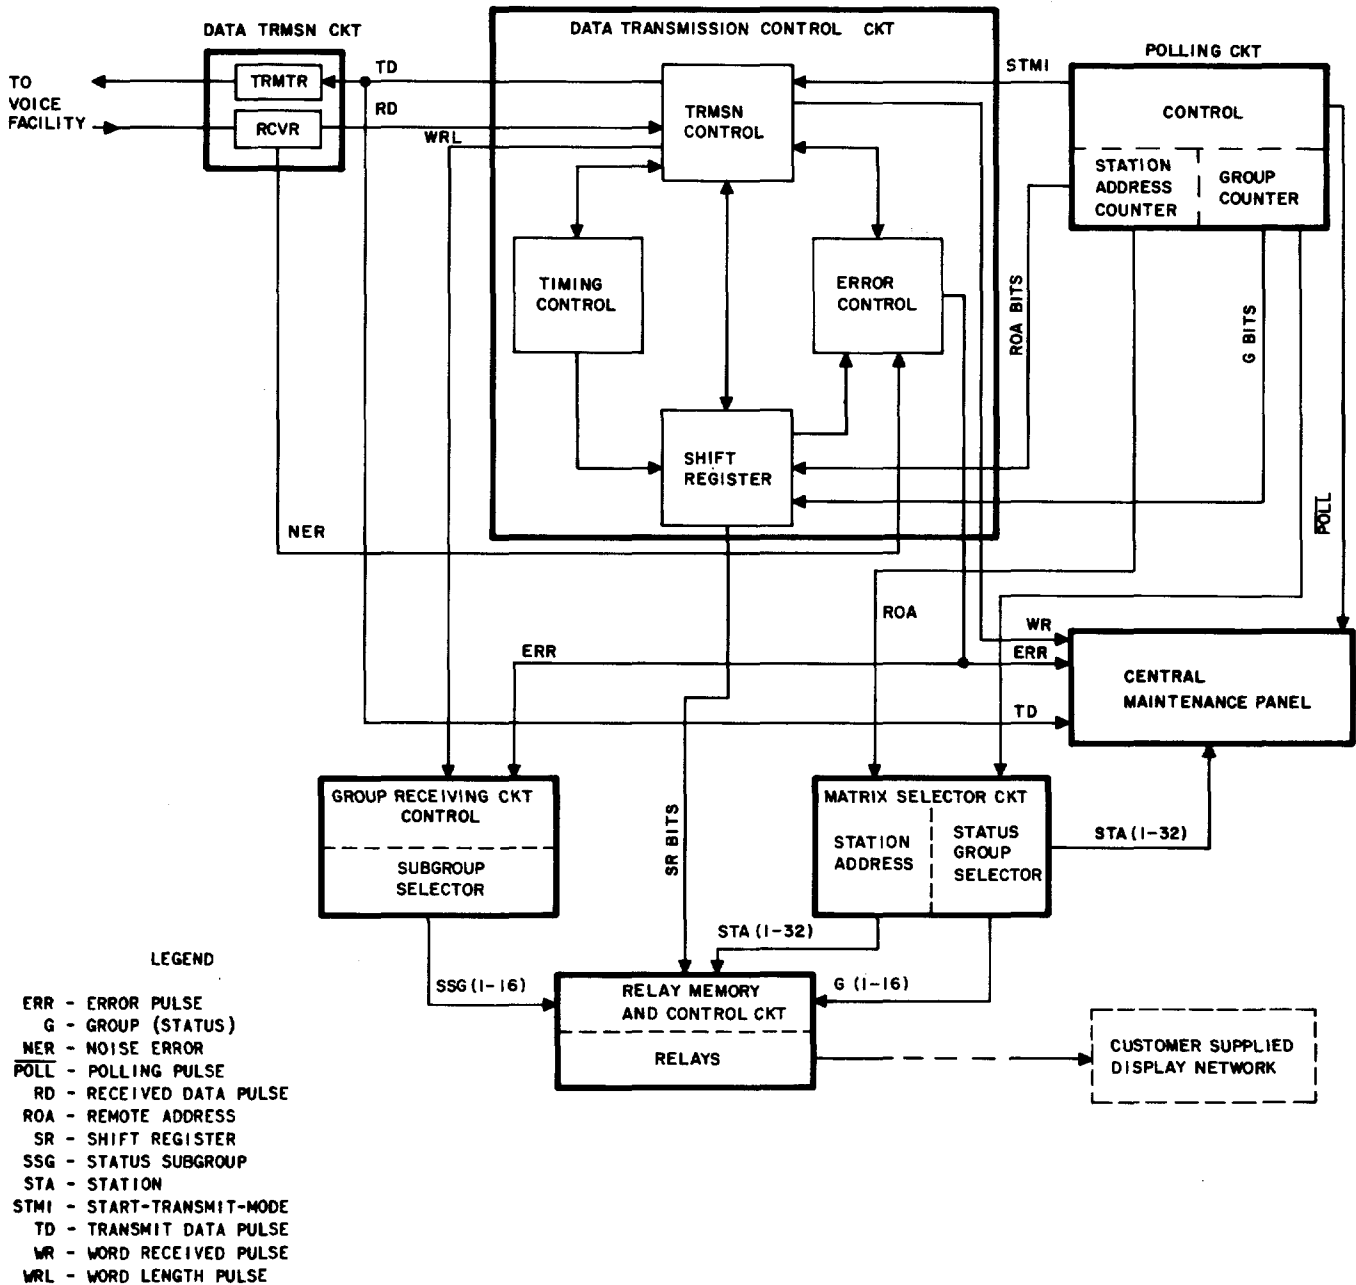 DATA TRMSN CKT
DATA TRANSMISSION CONTROL CKT
POLLING CKT
TO
VOICE
FACILITY
TRMTR
RCVR
TD
RD
WRL
TRMSN
CONTROL
STMI
CONTROL
STATION
ADDRESS
COUNTER
GROUP
COUNTER
TIMING
CONTROL
ERROR
CONTROL
ROA BITS
G BITS
SHIFT
REGISTER
NER
POLL
ROA
WR
ERR
ERR
TD
CENTRAL
MAINTENANCE PANEL
GROUP RECEIVING CKT
CONTROL
SUBGROUP
SELECTOR
SR BITS
MATRIX SELECTOR CKT
STATION
ADDRESS
STATUS
GROUP
SELECTOR
STA (1-32)
STA (1-32)
SSG (1-16)
G (1-16)
RELAY MEMORY
AND CONTROL CKT
RELAYS
CUSTOMER SUPPLIED
DISPLAY NETWORK
LEGEND
ERR - ERROR PULSE
G - GROUP (STATUS)
NER - NOISE ERROR
POLL - POLLING PULSE
RD - RECEIVED DATA PULSE
ROA - REMOTE ADDRESS
SR - SHIFT REGISTER
SSG - STATUS SUBGROUP
STA - STATION
STMI - START-TRANSMIT-MODE
TD - TRANSMIT DATA PULSE
WR - WORD RECEIVED PULSE
WRL - WORD LENGTH PULSE